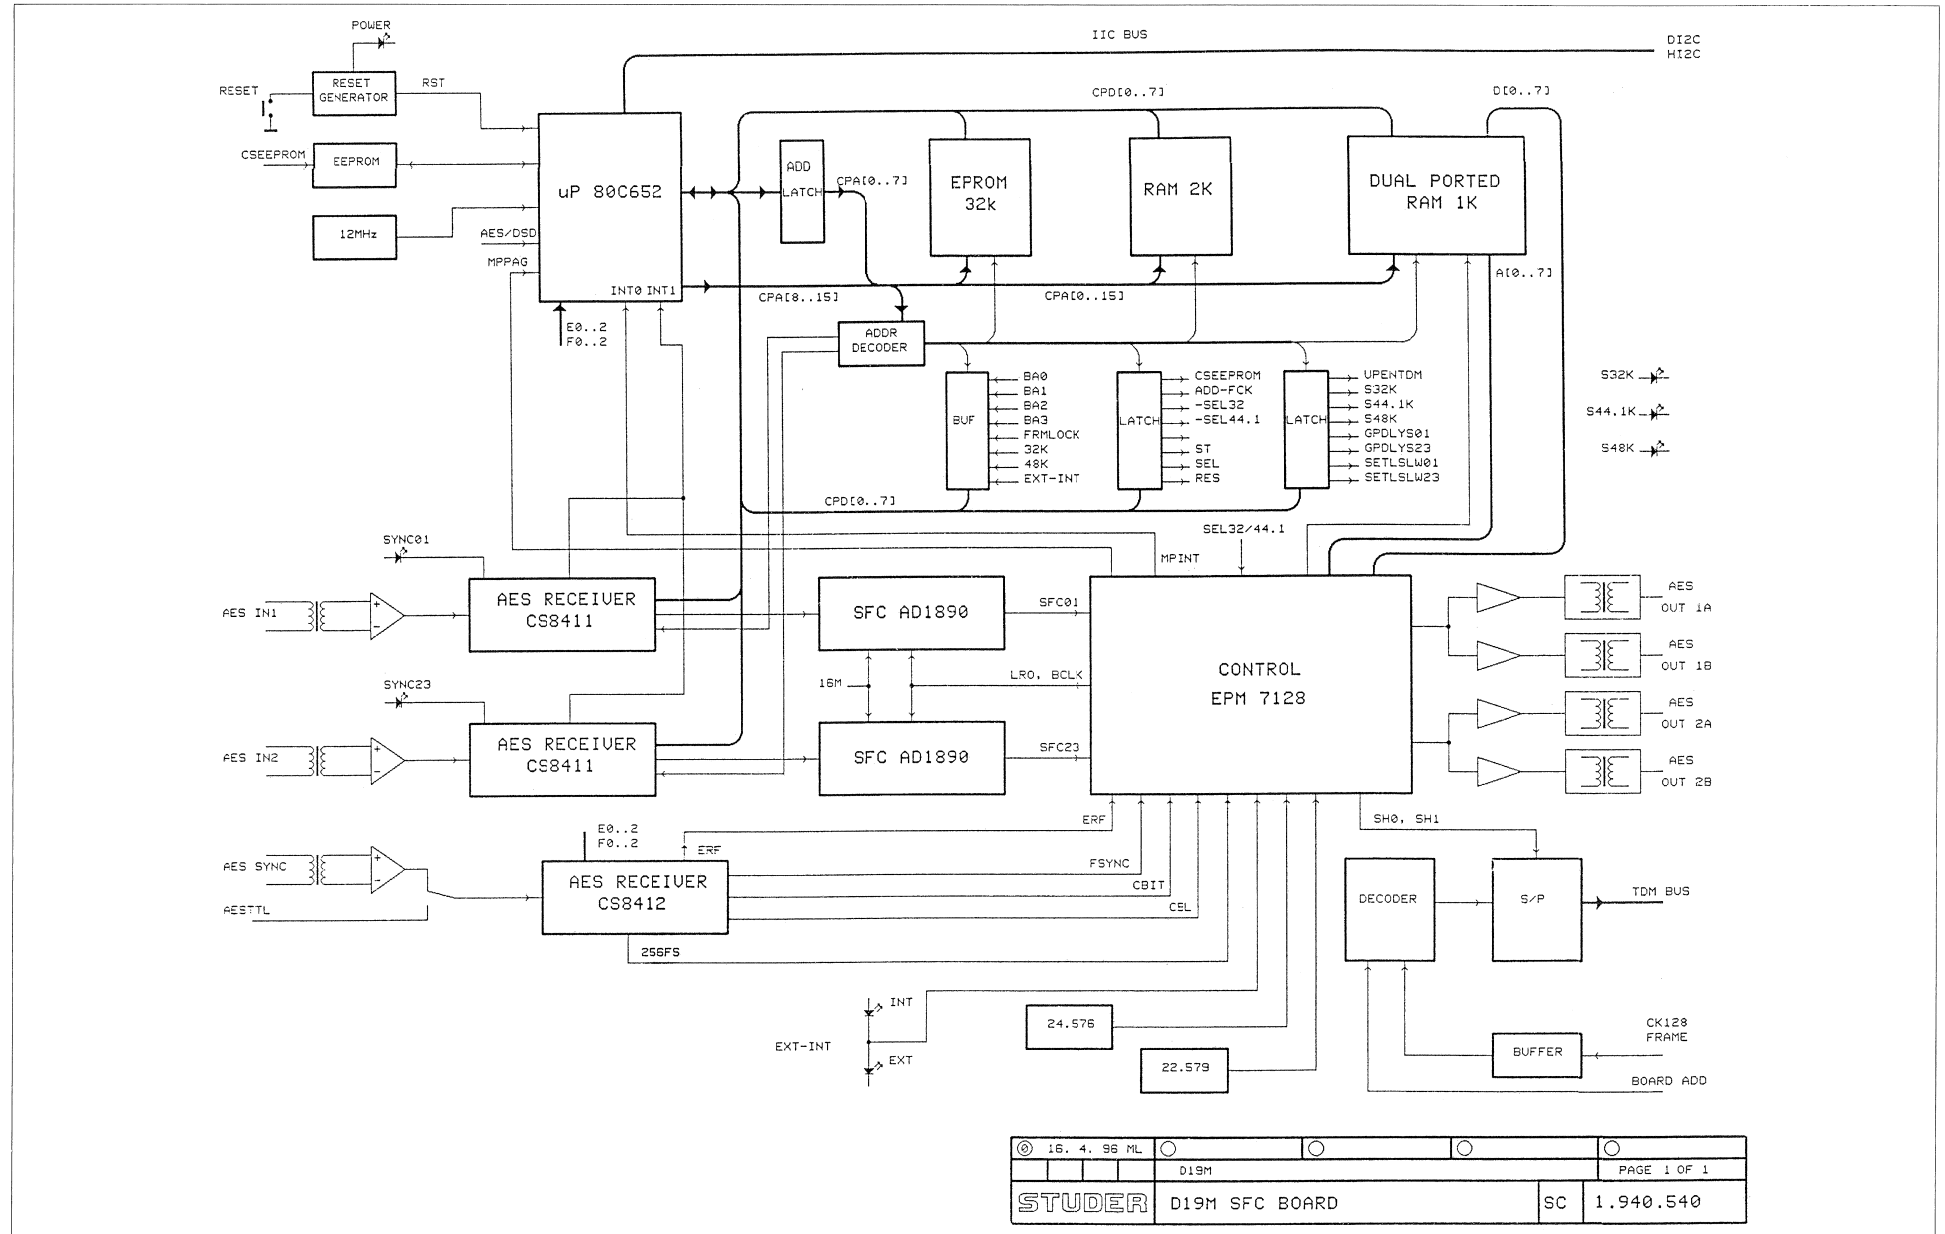 POWER
RESET
RESET
GENERATOR
RST
CSEEPROM
EEPROM
12MHz
AES/DSD
MPPAG
uP 80C652
INT0 INT1
E0..2
F0..2
IIC BUS
DI2C
HI2C
CPD[0..7]
D[0..7]
ADD
LATCH
CPA[0..7]
EPROM
32k
RAM 2K
DUAL PORTED
RAM 1K
A[0..7]
CPA[8..15]
CPA[0..15]
ADDR
DECODER
BUF
BA0
BA1
BA2
BA3
FRMLOCK
32K
48K
EXT-INT
LATCH
CSEEPROM
ADD-FCK
-SEL32
-SEL44.1
ST
SEL
RES
LATCH
UPENTDM
S32K
S44.1K
S48K
GPDLYS01
GPDLYS23
SETLSLW01
SETLSLW23
S32K
S44.1K
S48K
CPD[0..7]
SEL32/44.1
MPINT
SYNC01
AES IN1
AES RECEIVER
CS8411
SFC AD1890
SFC01
16M
LRO, BCLK
CONTROL
EPM 7128
AES
OUT 1A
AES
OUT 1B
AES
OUT 2A
AES
OUT 2B
SYNC23
AES IN2
AES RECEIVER
CS8411
SFC AD1890
SFC23
E0..2
F0..2
ERF
ERF
AES SYNC
AESTTL
AES RECEIVER
CS8412
FSYNC
CBIT
CSL
256FS
SH0, SH1
DECODER
S/P
TDM BUS
INT
EXT-INT
EXT
24.576
22.579
BUFFER
CK128
FRAME
BOARD ADD
0 16. 4. 96 ML
D19M
PAGE 1 OF 1
STUDER
D19M SFC BOARD
SC
1.940.540